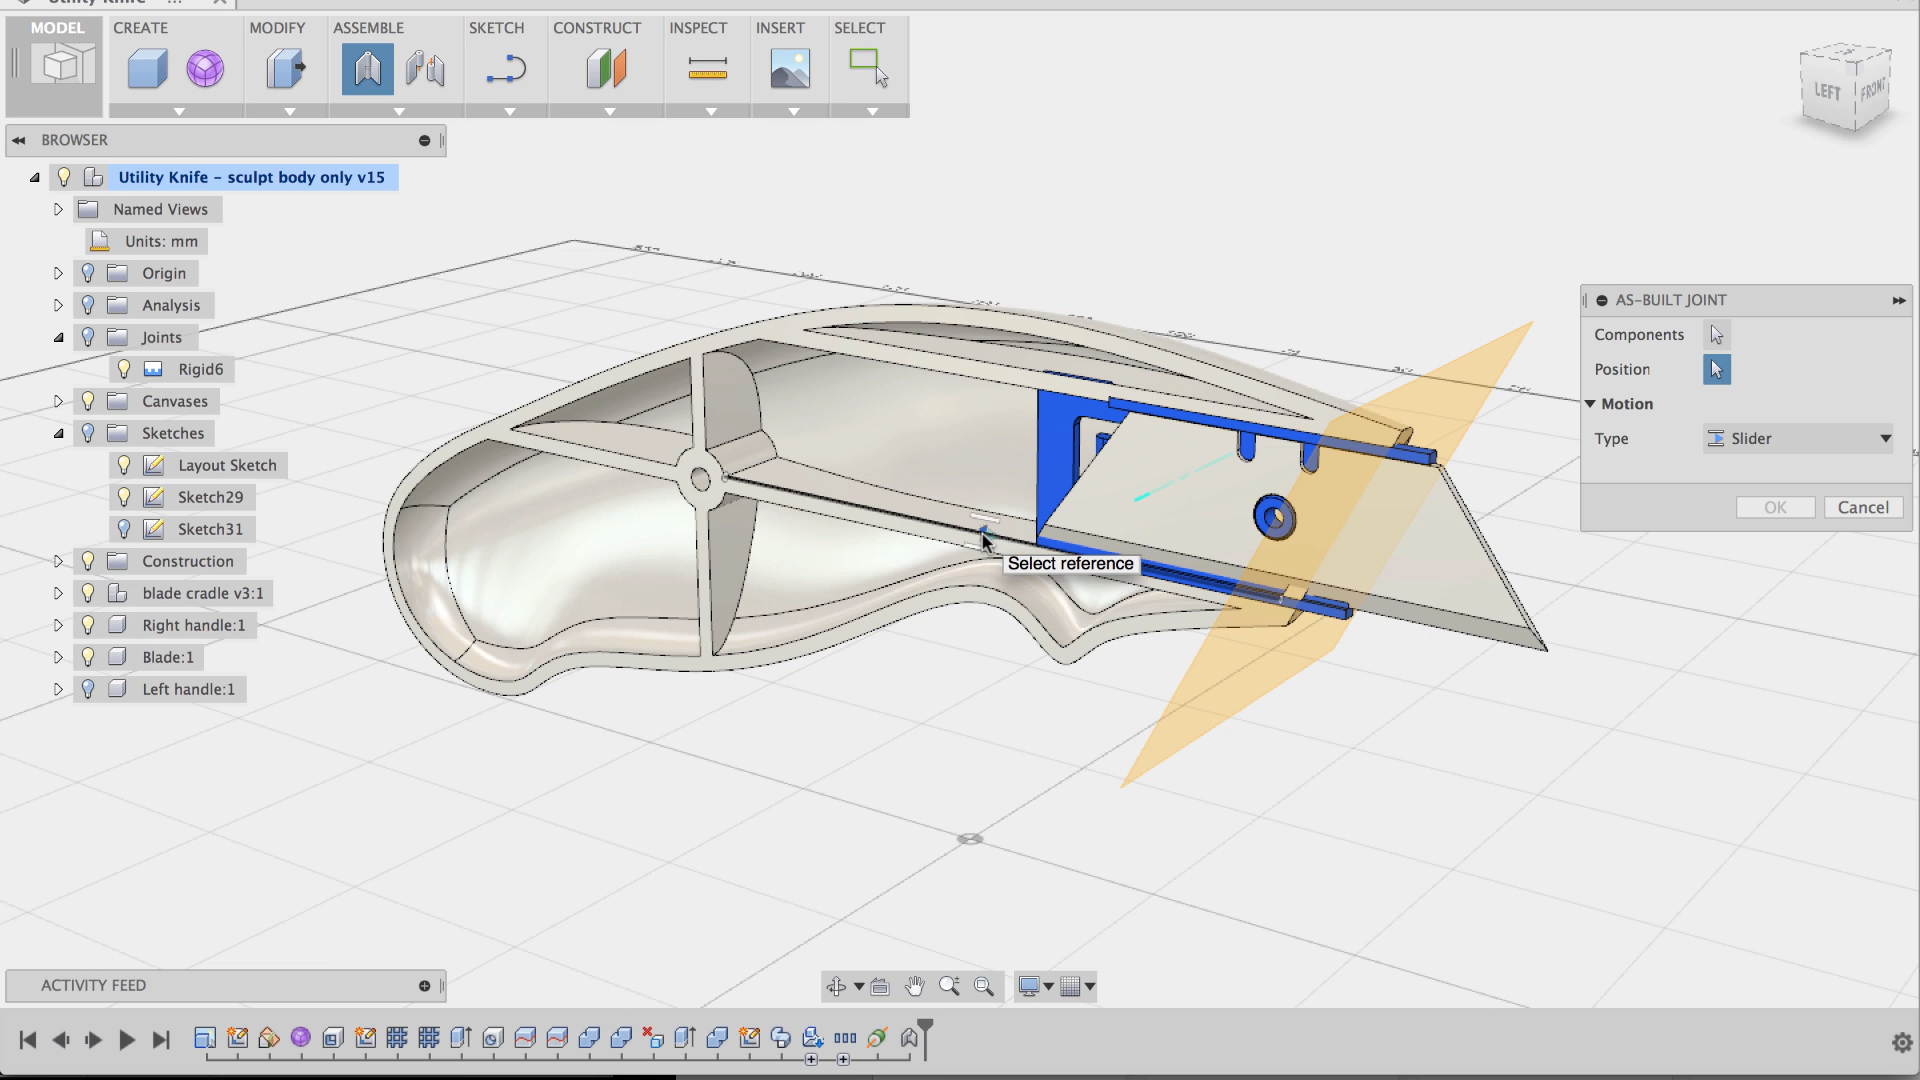 Utility Knife - ...
MODEL
CREATE
MODIFY
ASSEMBLE
SKETCH
CONSTRUCT
INSPECT
INSERT
SELECT
LEFT
FRONT
BROWSER
Utility Knife - sculpt body only v15
Named Views
Units: mm
Origin
Analysis
Joints
Rigid6
Canvases
Sketches
Layout Sketch
Sketch29
Sketch31
Construction
blade cradle v3:1
Right handle:1
Blade:1
Left handle:1
AS-BUILT JOINT
Components
Position
Motion
Type
Slider
OK
Cancel
Select reference
ACTIVITY FEED